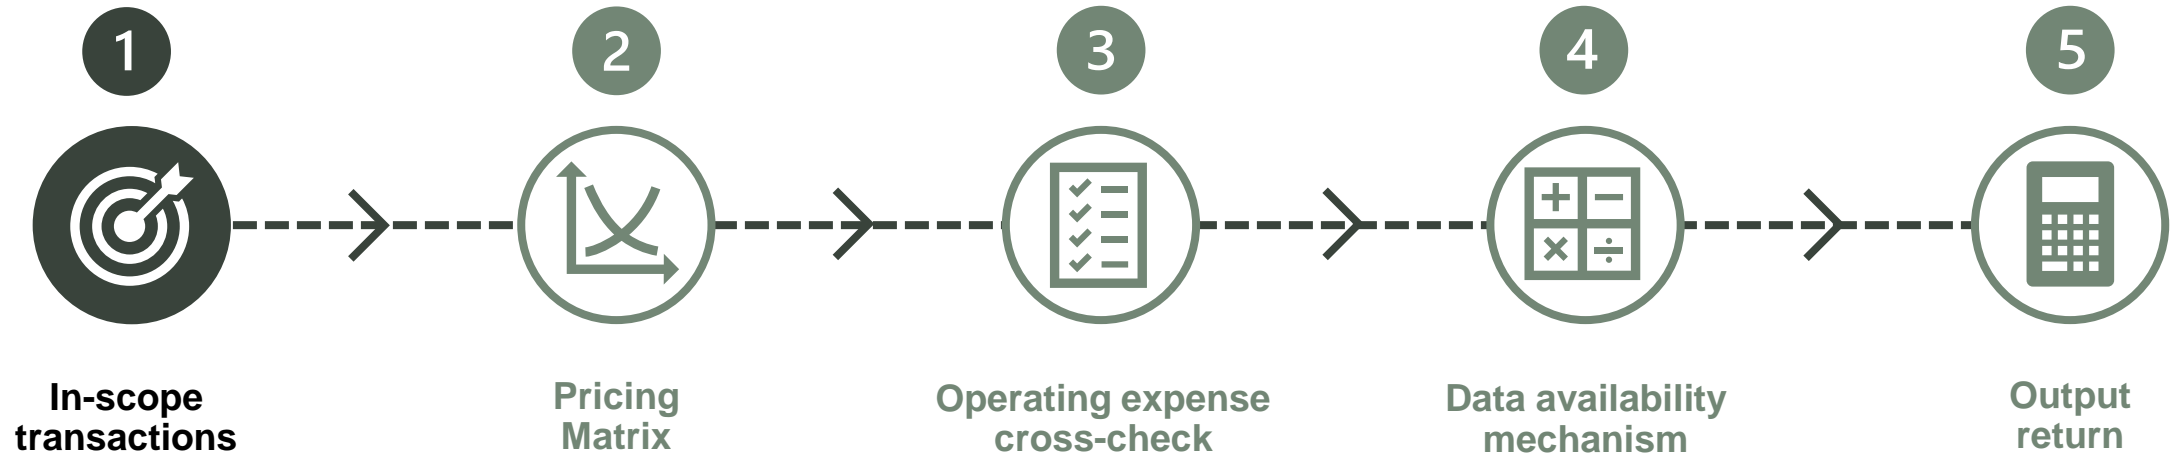 1
2
3
4
5
In-scope
transactions
Pricing
Matrix
Operating expense
cross-check
Data availability
mechanism
Output
return